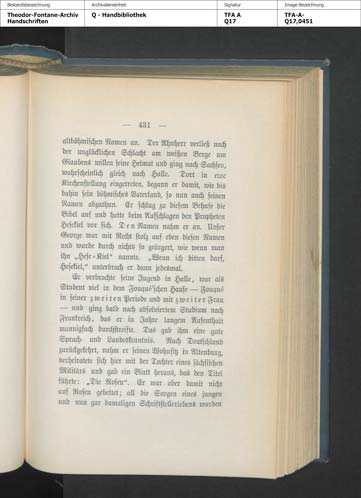 Bestandsbezeichnung
Archivalieneinheit
Signatur
Image-Bezeichnung
Theodor-Fontane-Archiv
Handschriften
Q - Handbibliothek
TFA A
Q17
TFA-A-
Q17,0451
— 431 —
altböhmischen Namen an. Der Ahnherr verließ nach
der unglücklichen Schlacht am weißen Berge um
Glaubens willen seine Heimat und ging nach Sachsen,
wahrscheinlich gleich nach Halle. Dort in eine
Kirchenstellung eingetreten, begann er damit, wie bis
dahin sein böhmisches Vaterland, so nun auch seinen
Namen abzuthun. Er schlug zu diesem Behufe die
Bibel auf und hatte beim Aufschlagen den Propheten
Hesekiel vor sich. Den Namen nahm er an. Unser
George war mit Recht stolz auf eben diesen Namen
und wurde durch nichts so geärgert, wie wenn man
ihn „Hese-Kiel“ nannte. „Wenn ich bitten darf,
Hesekiel,“ unterbrach er dann jedesmal.
Er verbrachte seine Jugend in Halle, war als
Student viel in dem Fouqué'schen Hause — Fouqué
in seiner zweiten Periode und mit zweiter Frau
— und ging bald nach absolviertem Studium nach
Frankreich, das er in Jahre langem Aufenthalt
mannigfach durchstreifte. Das gab ihm eine gute
Sprach- und Landeskenntnis. Nach Deutschland
zurückgekehrt, nahm er seinen Wohnsitz in Altenburg,
verheiratete sich hier mit der Tochter eines sächsischen
Militärs und gab ein Blatt heraus, das den Titel
führte: „Die Rosen“. Er war aber damit nicht
auf Rosen gebettet; all die Sorgen eines jungen
und nun gar damaligen Schriftstellerlebens wurden